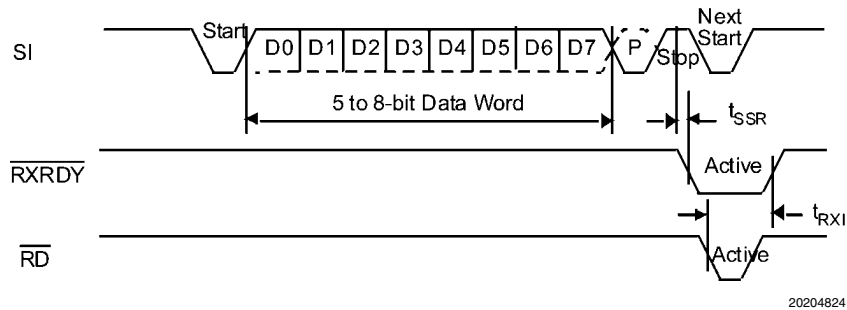 SI
Start
D0 D1 D2 D3 D4 D5 D6 D7 P
Stop
Next
Start
5 to 8-bit Data Word
tSSR
RXRDY
Active
tRXI
RD
Active
20204824